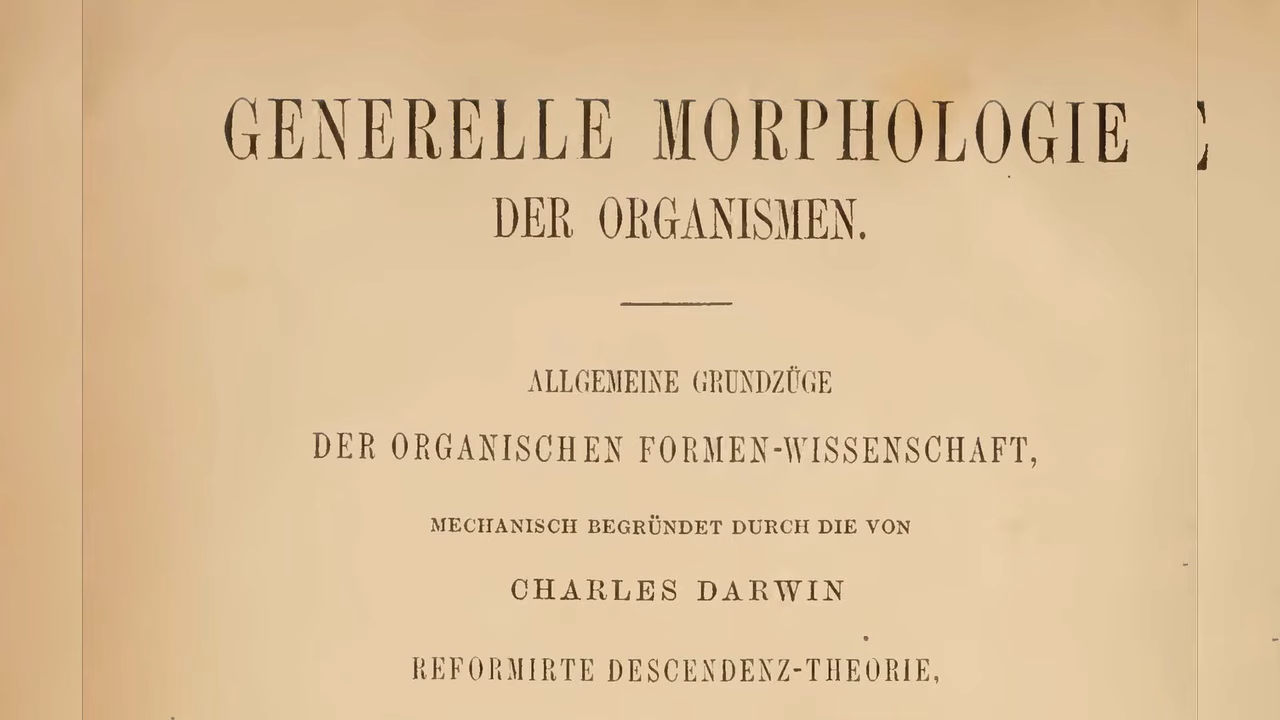 GENERELLE MORPHOLOGIE
DER ORGANISMEN.
ALLGEMEINE GRUNDZÜGE
DER ORGANISCHEN FORMEN-WISSENSCHAFT,
MECHANISCH BEGRÜNDET DURCH DIE VON
CHARLES DARWIN
REFORMIRTE DESCENDENZ-THEORIE,